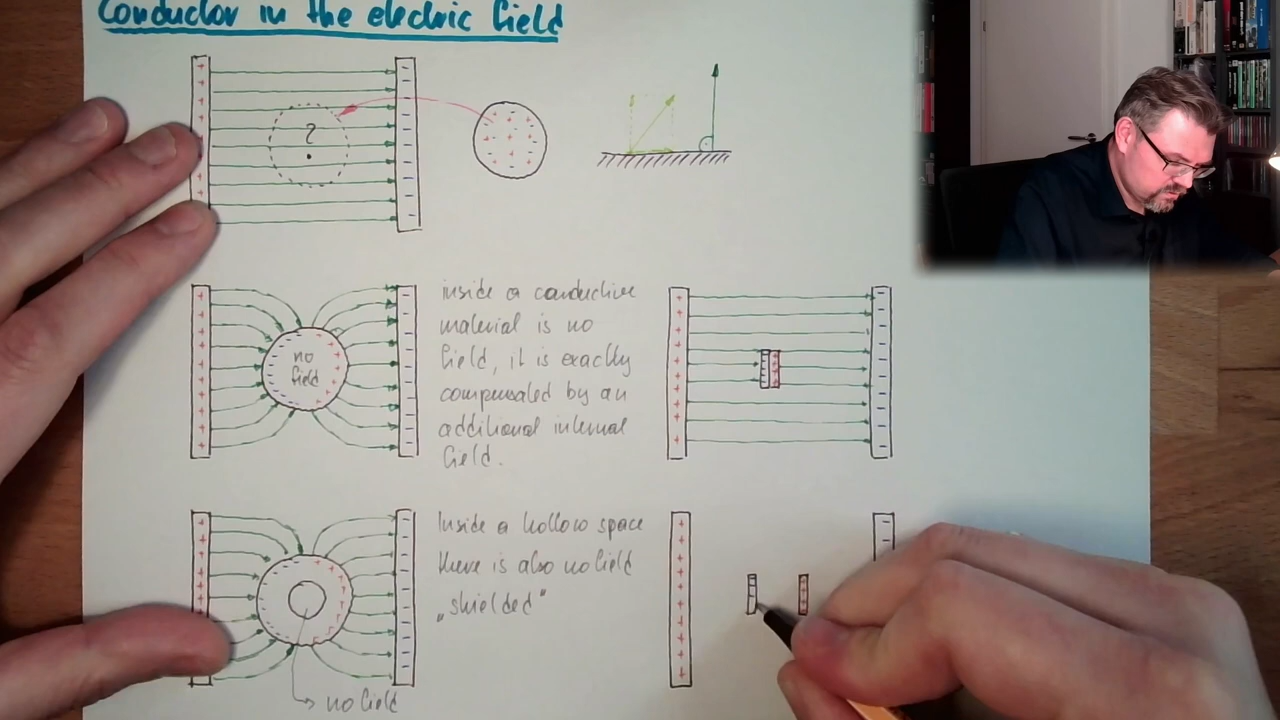 Conductor in the electric field
?
no
field
inside a conductive
material is no
field, it is exactly
compensated by an
additional internal
field.
Inside a hollow space
there is also no field
„shielded"
no field